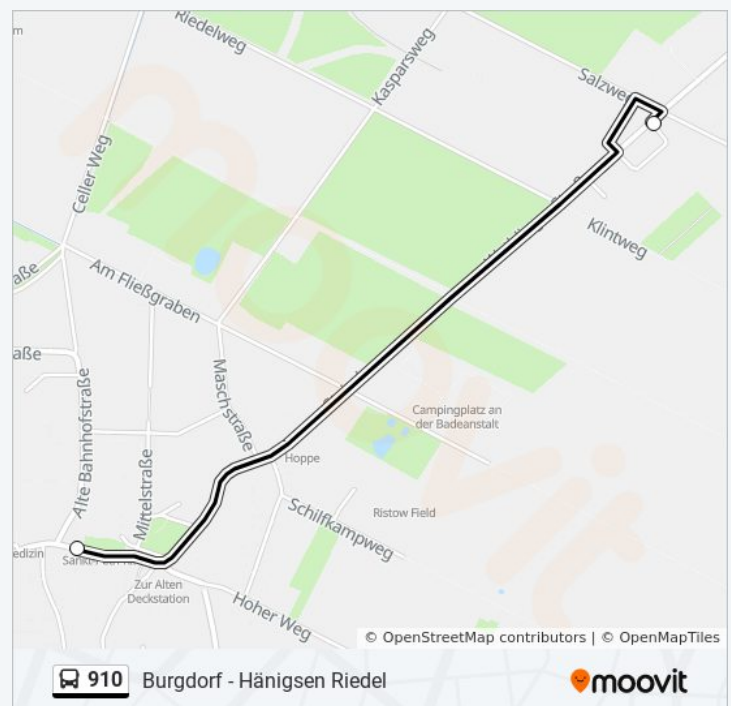 m
Riedelweg
Kasparsweg
Salzweg
Celler Weg
Klintweg
aße
Am Fließgraben
aße
Maschstraße
Alte Bahnhofstraße
Campingplatz an
der Badeanstalt
Mittelstraße
Hoppe
Ristow Field
Schilfkampweg
edizin
Zur Alten
Deckstation
Hoher Weg
moovit
© OpenStreetMap contributors | © OpenMapTiles
910 Burgdorf - Hänigsen Riedel
moovit